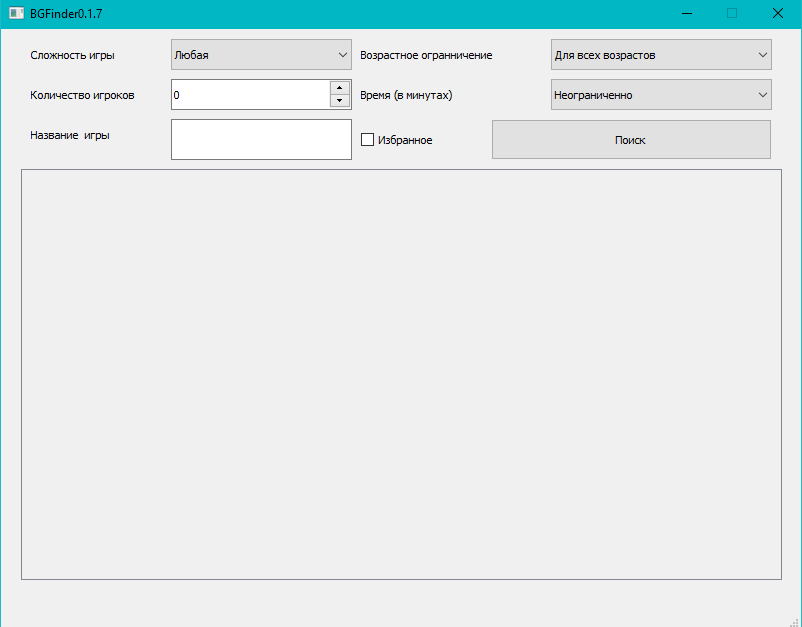 BGFinder0.1.7
Сложность игры Любая Возрастное огранничение Для всех возрастов
Количество игроков 0 Время (в минутах) Неограниченно
Название игры Избранное Поиск